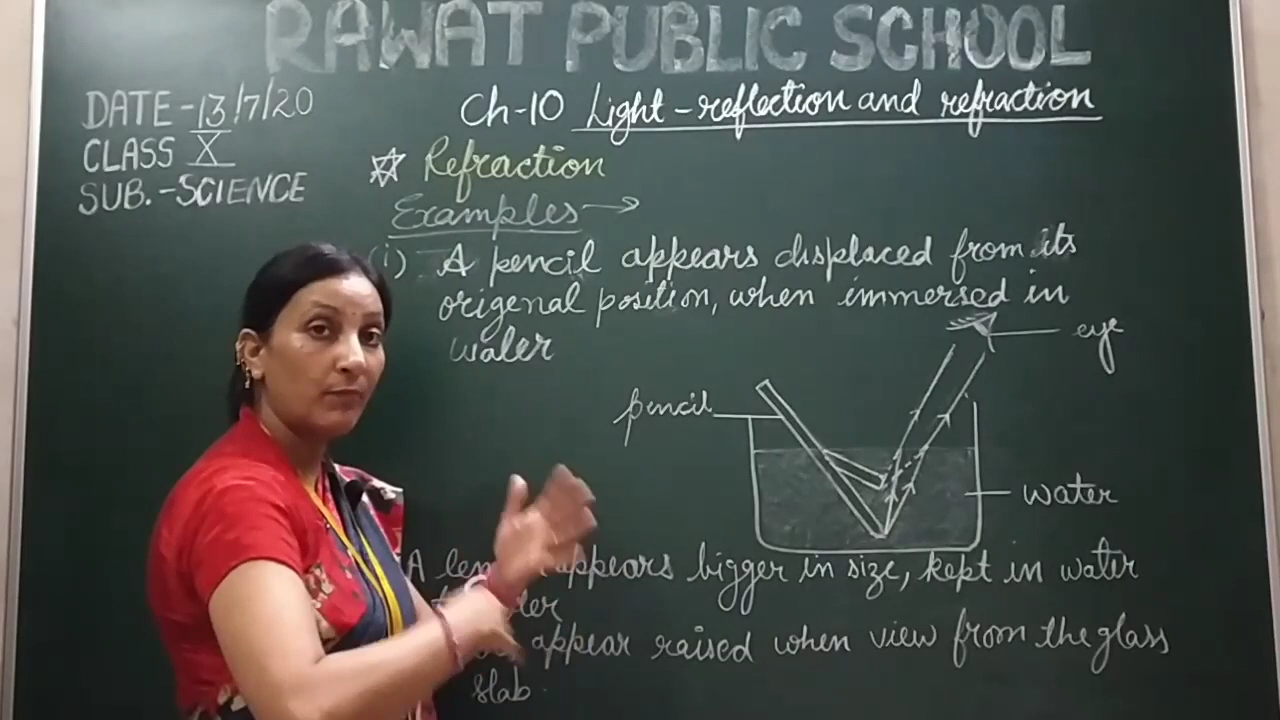 RAWAT PUBLIC SCHOOL
DATE - 13/7/20
CLASS X
SUB. - SCIENCE
Ch-10 Light - reflection and refraction
Refraction
Examples →
(i) A pencil appears displaced from its
origenal position, when immersed in
water
eye
pencil
water
A appears bigger in size, kept in water
appear raised when view from the glass
slab.